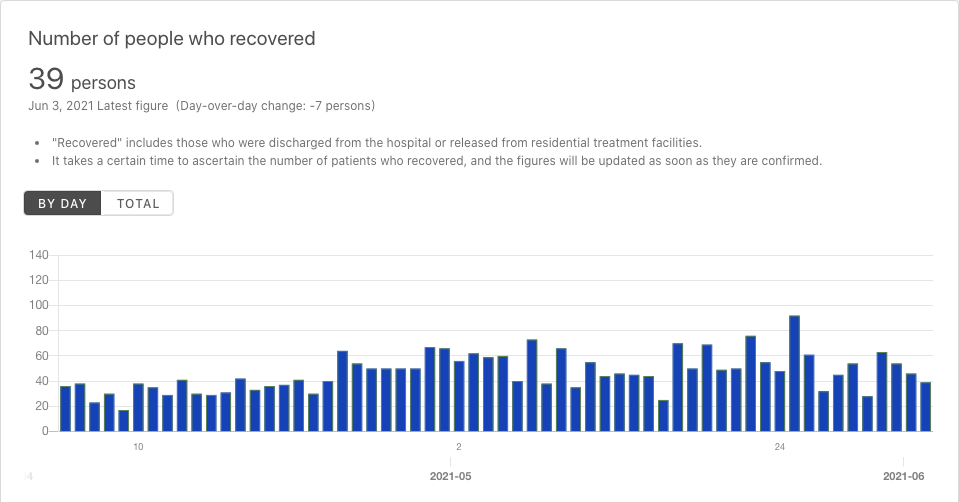 Number of people who recovered
39 persons
Jun 3, 2021 Latest figure (Day-over-day change: -7 persons)
• "Recovered" includes those who were discharged from the hospital or released from residential treatment facilities.
• It takes a certain time to ascertain the number of patients who recovered, and the figures will be updated as soon as they are confirmed.
BY DAY TOTAL
140
120
100
80
60
40
20
0
10 2 24
4 2021-05 2021-06